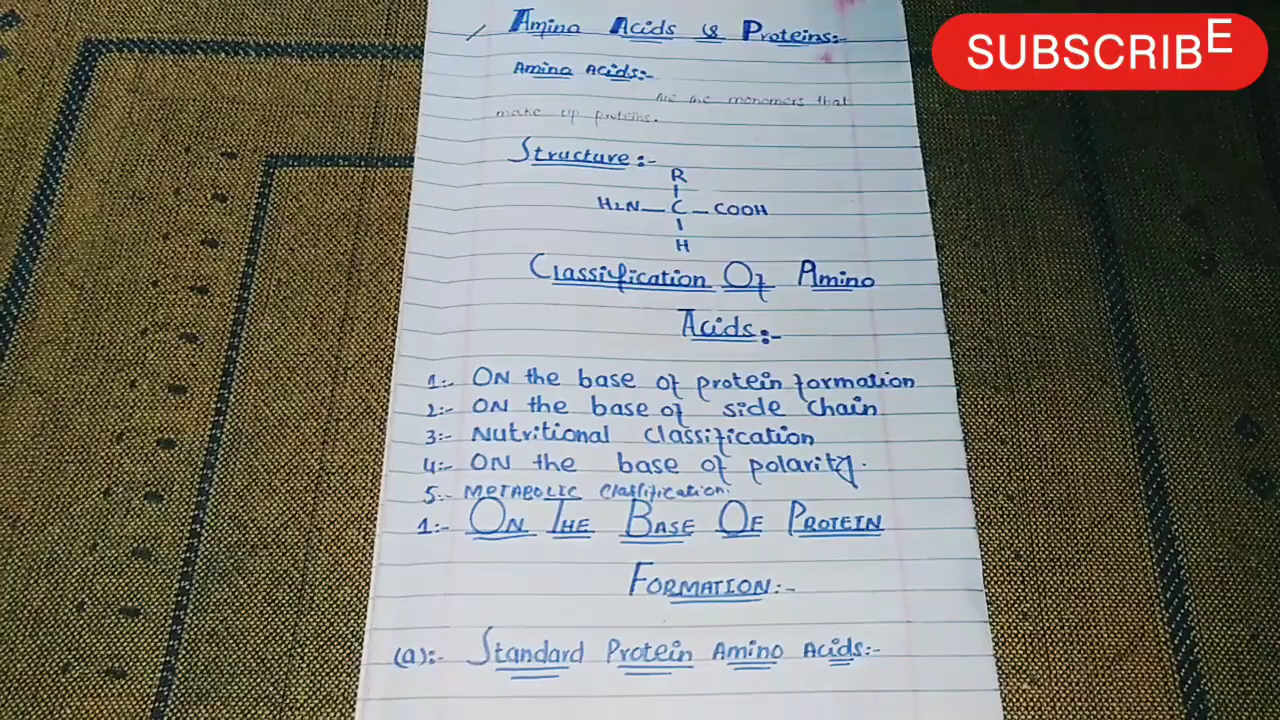 Amino Acids & Proteins:-
SUBSCRIBE
Amino Acids:-
Are the monomers that
make up proteins.
Structure:-
R
H2N — C — COOH
H
Classification Of Amino
Acids:-
1:- ON the base of protein formation
2:- ON the base of side chain
3:- Nutritional classification
4:- ON the base of polarity.
5:- METABOLIC classification.
1:- ON THE BASE OF PROTEIN
FORMATION:-
(a):- Standard Protein Amino Acids:-